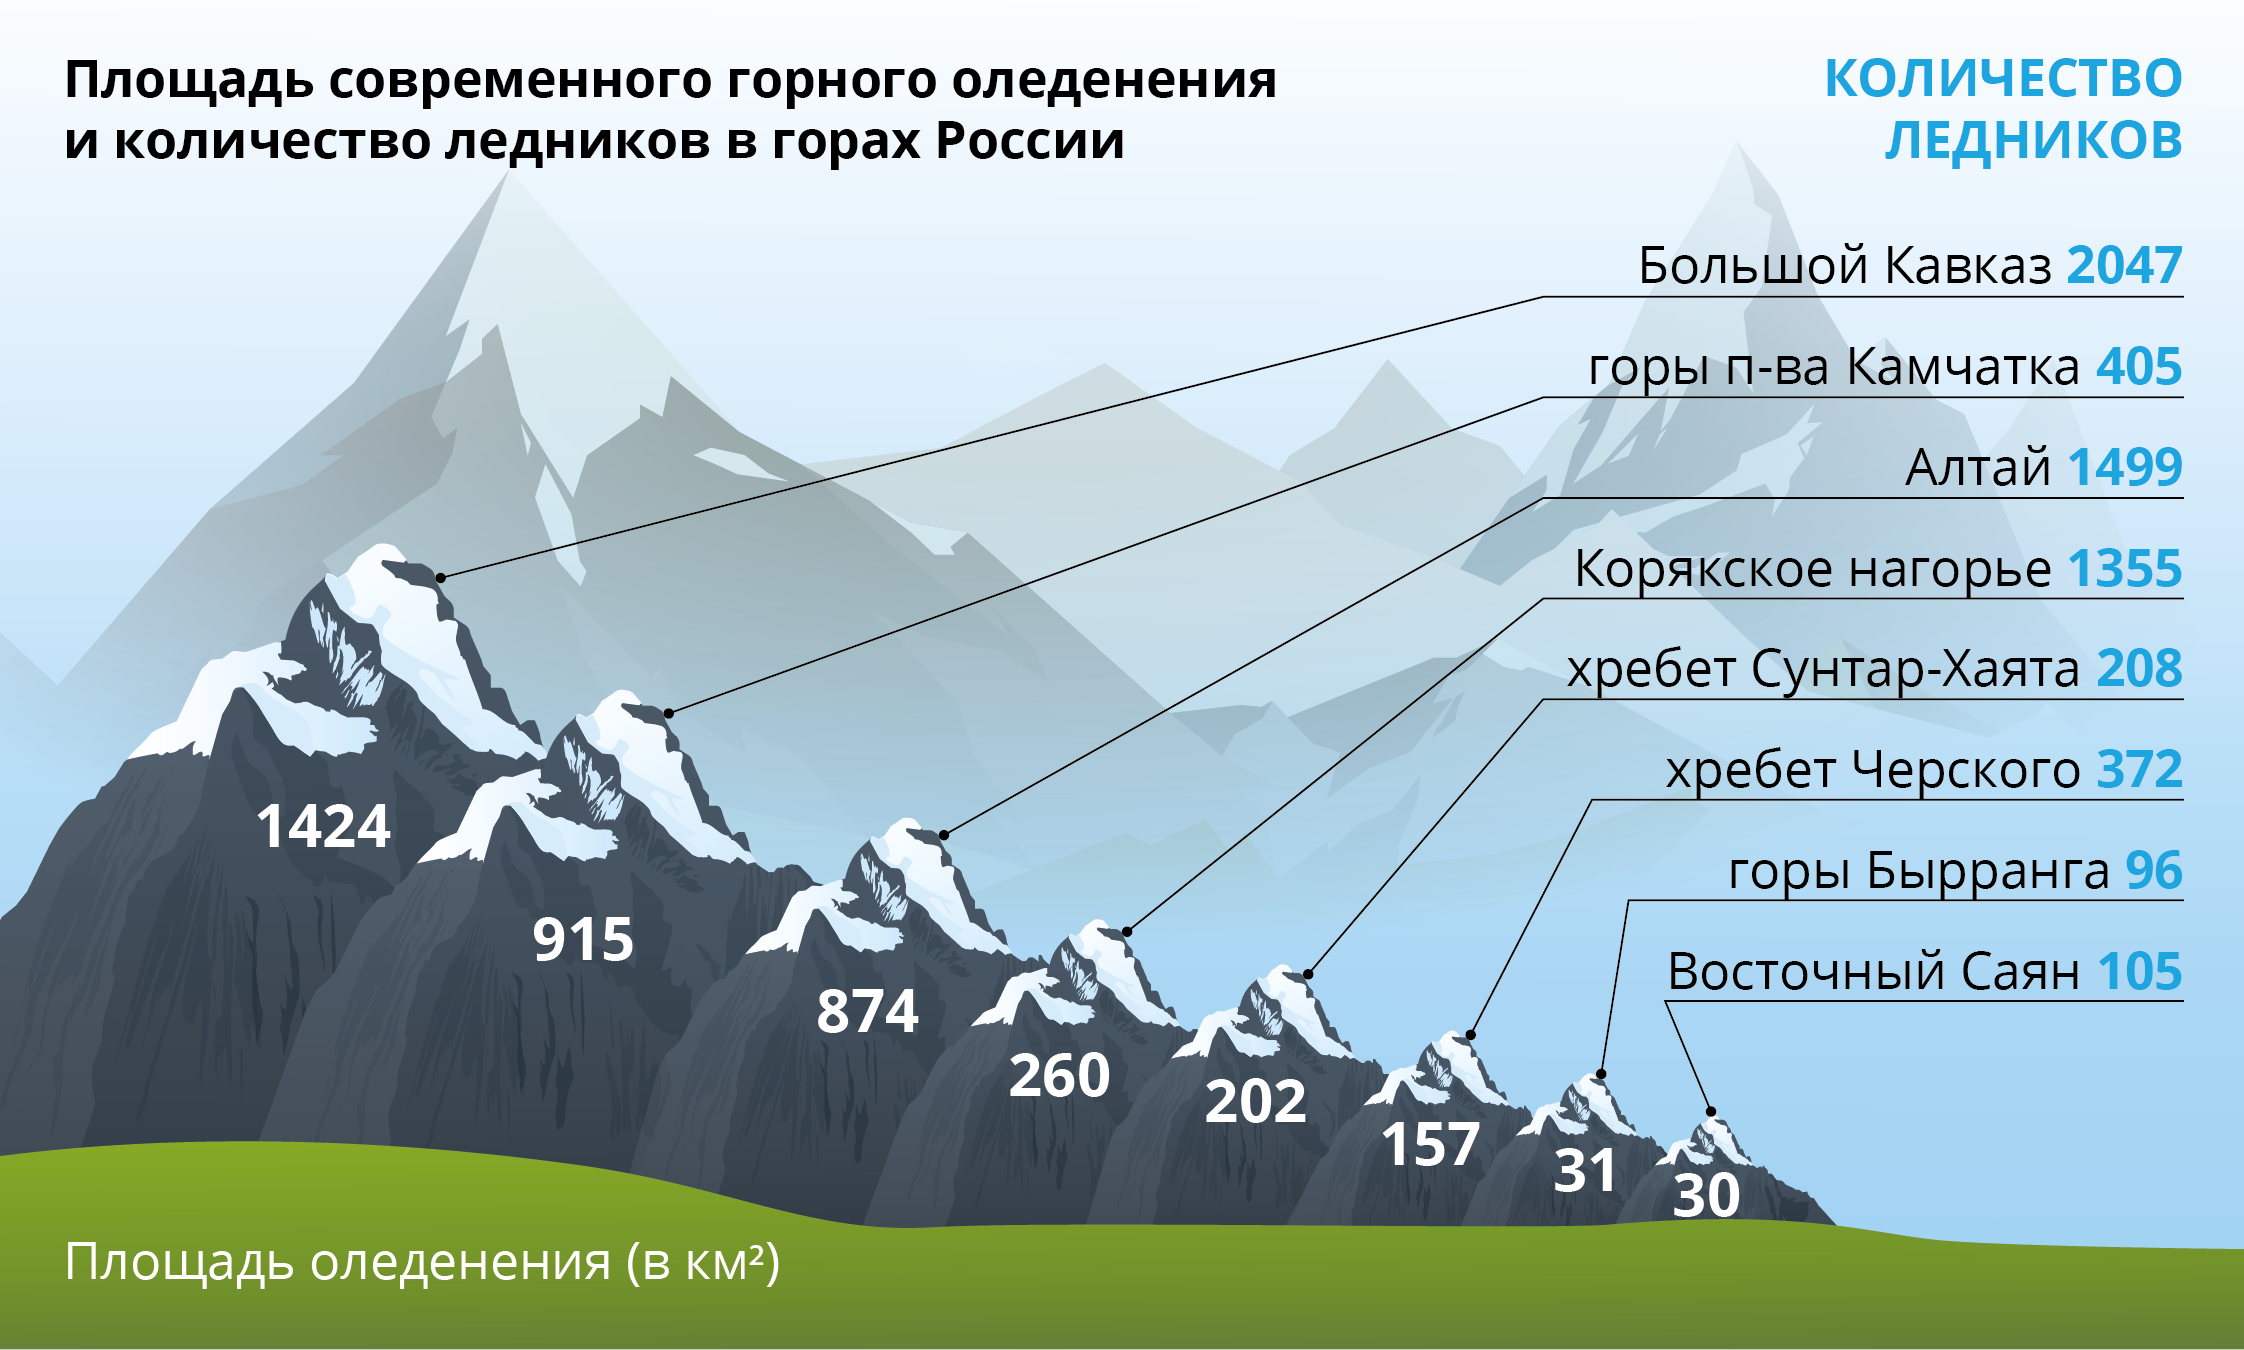 Площадь современного горного оледенения
и количество ледников в горах России
КОЛИЧЕСТВО
ЛЕДНИКОВ
Большой Кавказ 2047
горы п-ва Камчатка 405
Алтай 1499
Корякское нагорье 1355
хребет Сунтар-Хаята 208
хребет Черского 372
горы Бырранга 96
Восточный Саян 105
1424
915
874
260
202
157
31
30
Площадь оледенения (в км²)